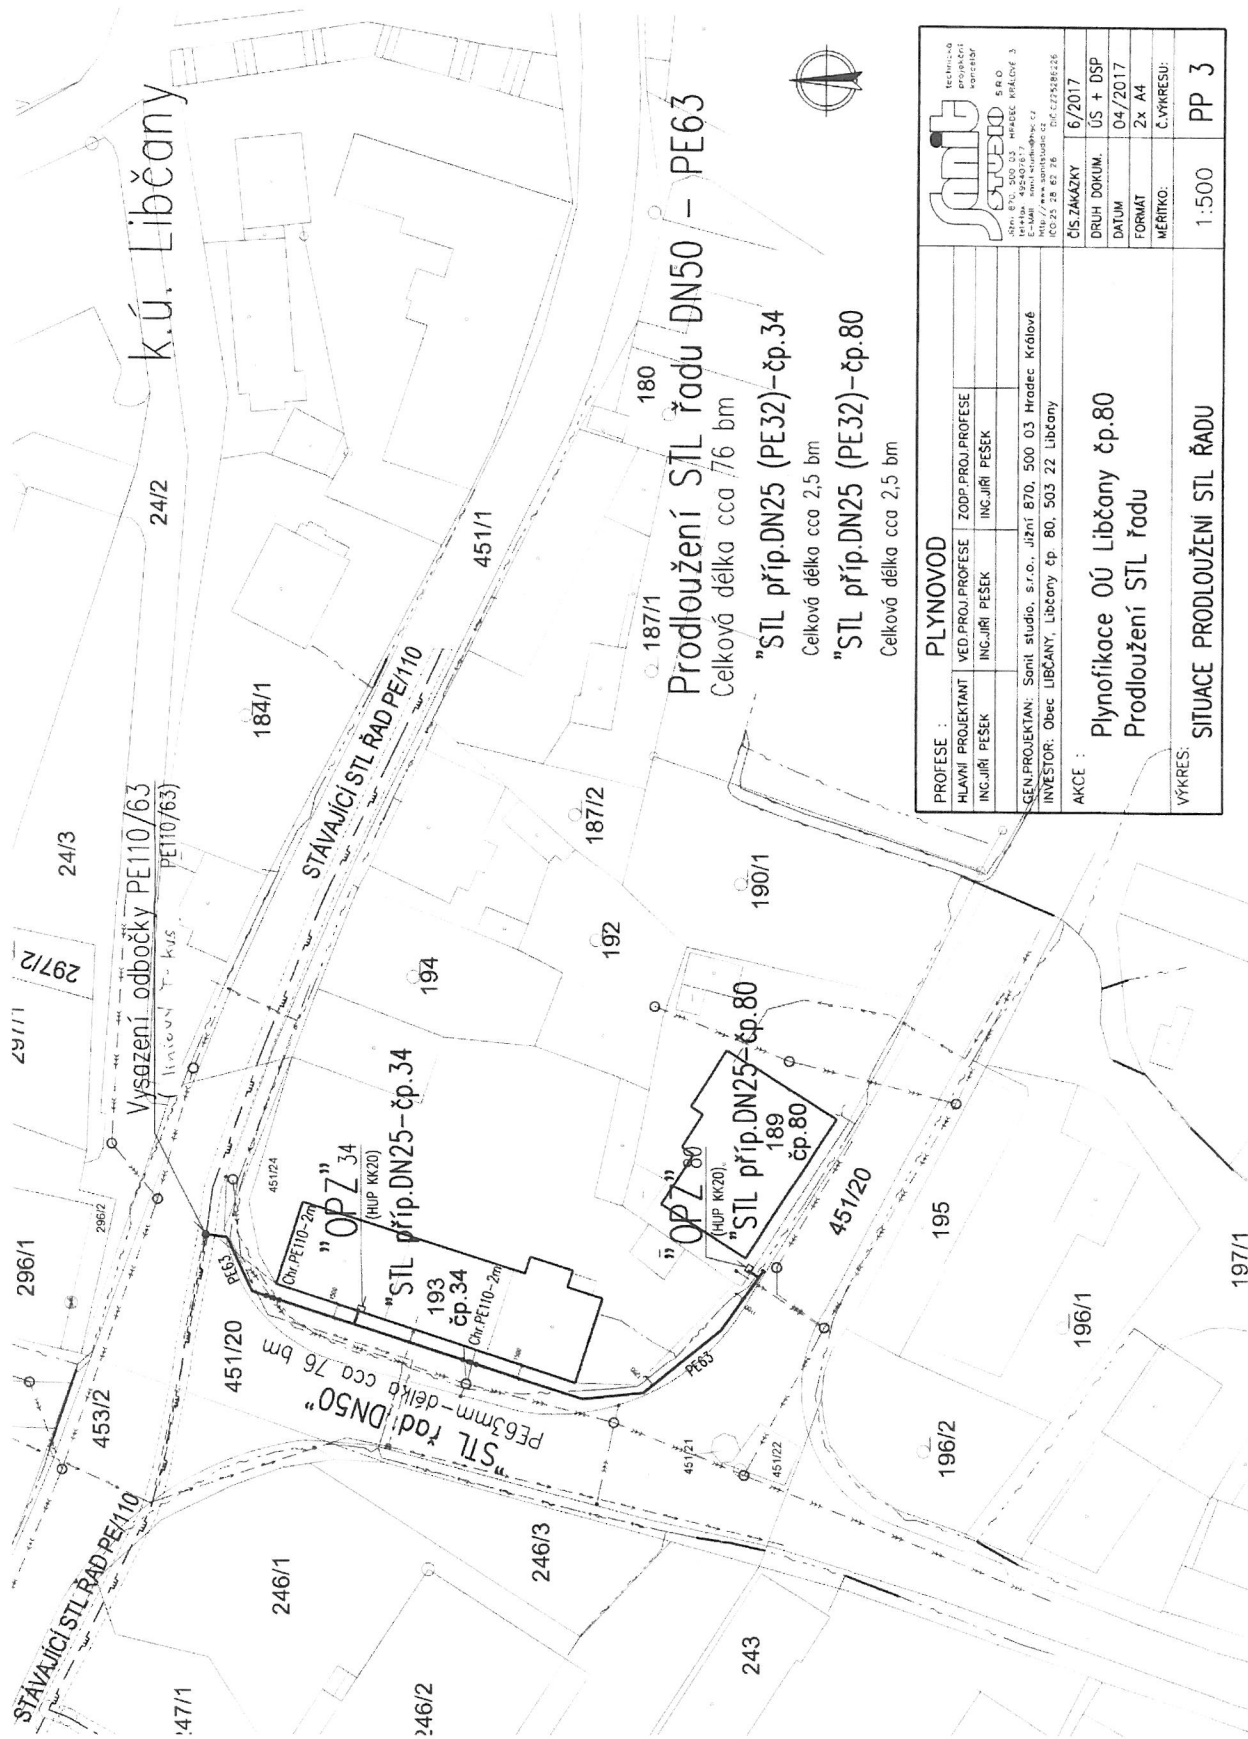 k.ú. Libčany
24/2
24/3
297/2
297/1
296/1
296/2
453/2
451/20
451/24
451/1
184/1
180
187/1
187/2
190/1
192
194
STÁVAJÍCÍ STL ŘAD PE/110
STÁVAJÍCÍ STL ŘAD PE/110
Vysazení odbočky PE110/63
PE110/63)
Prodloužení STL řadu DN50 – PE63
Celková délka cca 76 bm
"STL příp.DN25 (PE32)-čp.34
Celková délka cca 2,5 bm
"STL příp.DN25 (PE32)-čp.80
Celková délka cca 2,5 bm
PE63
Chr.PE110-2m
"OPZ" 34
(HUP KK20)
"STL příp.DN25-čp.34
193
čp.34
Chr.PE110-2m
"STL řad DN50"
PE63mm-délka cca 76 bm
PE63
"OPZ" 80
(HUP KK20)
"STL příp.DN25-čp.80
189
čp.80
451/20
195
196/1
197/1
196/2
451/21
451/22
246/3
246/1
243
247/1
246/2
PROFESE : PLYNOVOD
HLAVNÍ PROJEKTANT VED.PROJ.PROFESE ZODP.PROJ.PROFESE
ING.JIŘÍ PEŠEK ING.JIŘÍ PEŠEK ING.JIŘÍ PEŠEK
GEN.PROJEKTAN: Sanit studio, s.r.o., Jižní 870, 500 03 Hradec Králové
INVESTOR: Obec LIBČANY, Libčany čp. 80, 503 22 Libčany
AKCE :
Plynofikace OÚ Libčany čp.80
Prodloužení STL řadu
VÝKRES:
SITUACE PRODLOUŽENÍ STL ŘADU
Sanit
STUDIO S R.O.
technická
projekční
kancelář
Jižní 870, 500 03 HRADEC KRÁLOVÉ 3
ČÍS.ZAKÁZKY 6/2017
DRUH DOKUM. ÚS + DSP
DATUM 04/2017
FORMÁT 2x A4
MĚŘÍTKO: Č.VÝKRESU:
1:500 PP 3